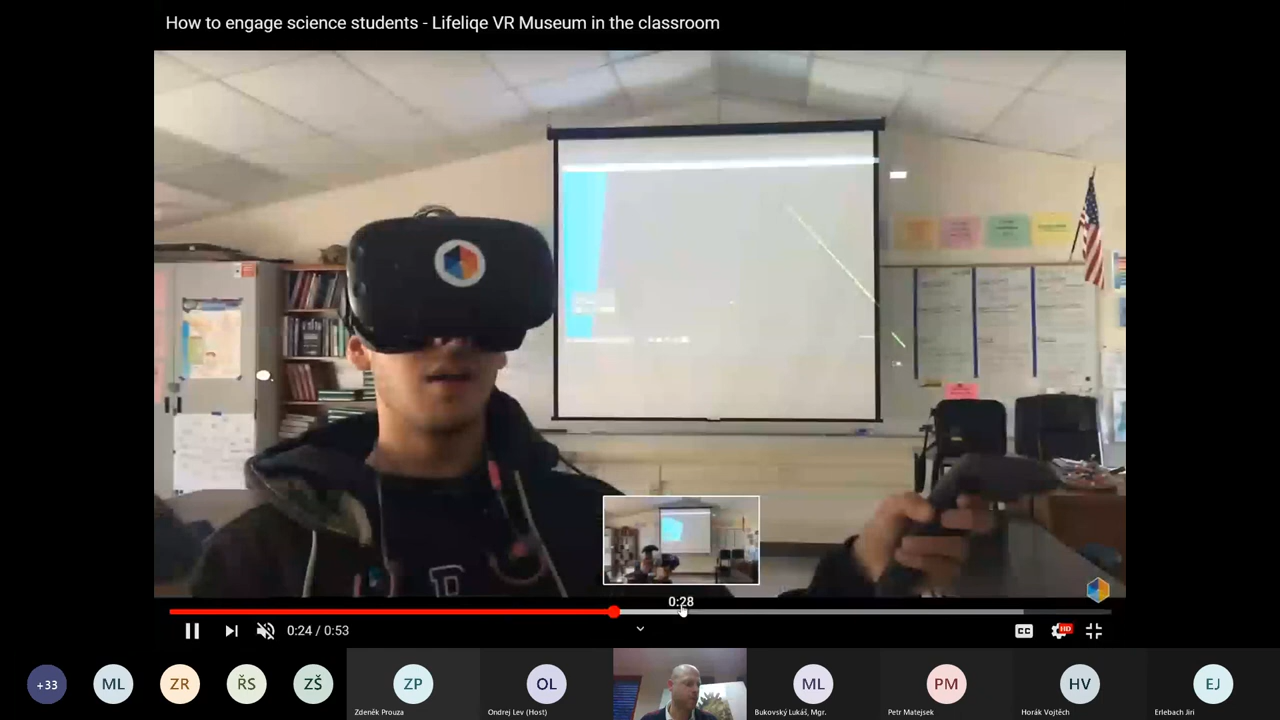 How to engage science students - Lifeliqe VR Museum in the classroom
0:28
0:24 / 0:53
CC
HD
+33
ML
ZR
ŘS
ZŠ
ZP
OL
ML
PM
HV
EJ
Zdeněk Prouza
Ondrej Lev (Host)
Bukovský Lukáš, Mgr.
Petr Matejsek
Horák Vojtěch
Erlebach Jiri